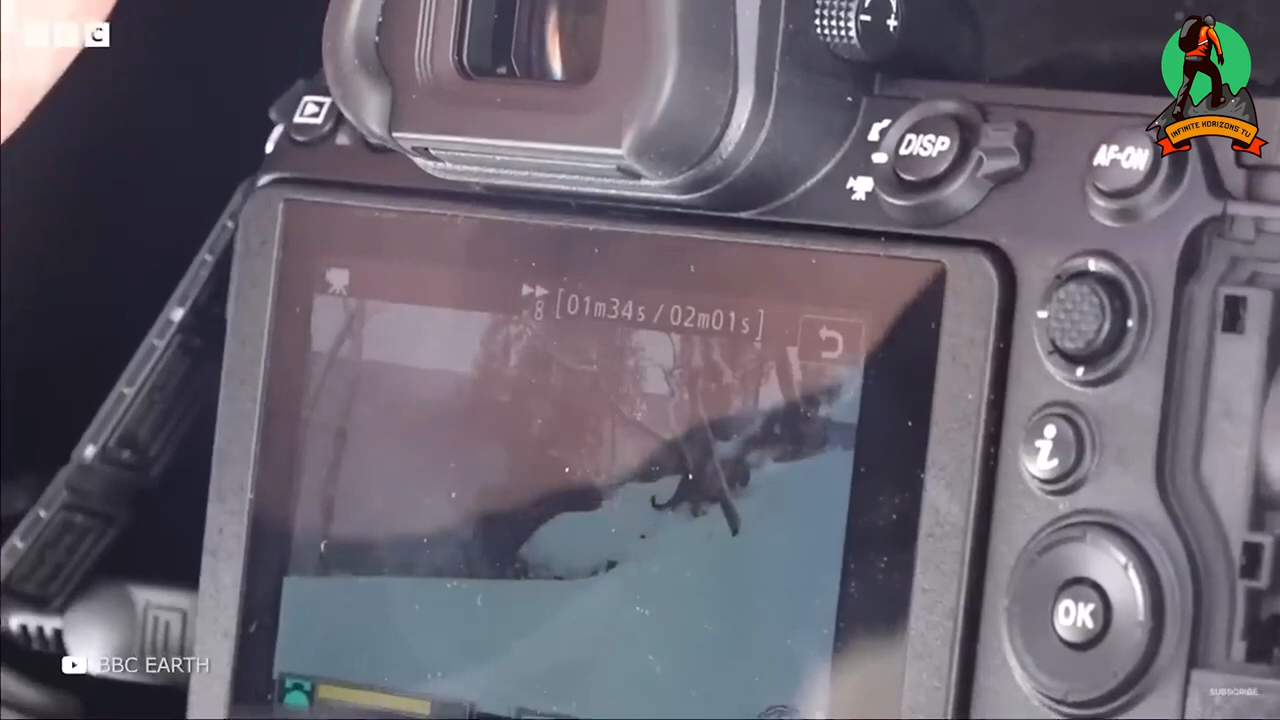 C
INFINITE HORIZONS TV
DISP
AF-ON
8 [01m34s/02m01s]
i
OK
BBC EARTH
SUBSCRIBE